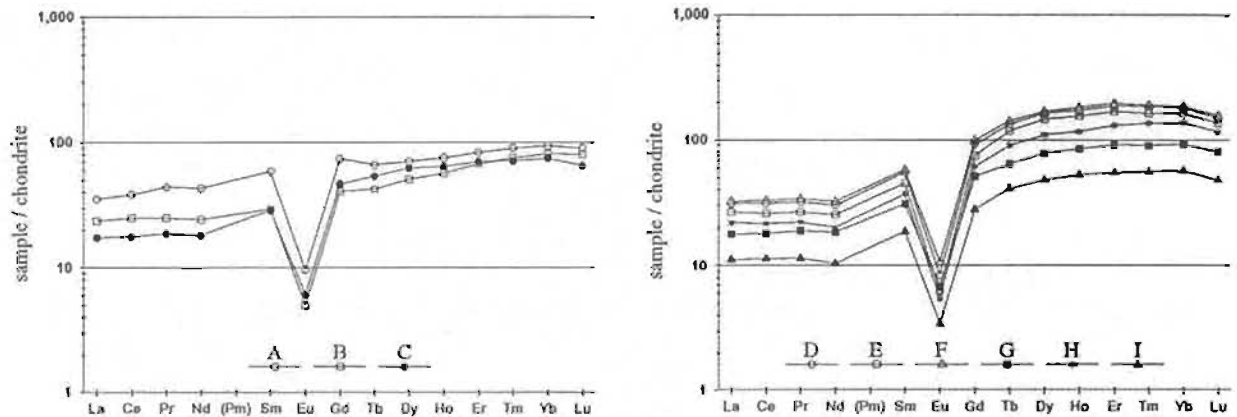 1,000
100
10
1
sample / chondrite
A B C
La Ce Pr Nd (Pm) Sm Eu Gd Tb Dy Ho Er Tm Yb Lu
1,000
100
10
1
sample / chondrite
D E F G H I
La Ce Pr Nd (Pm) Sm Eu Gd Tb Dy Ho Er Tm Yb Lu